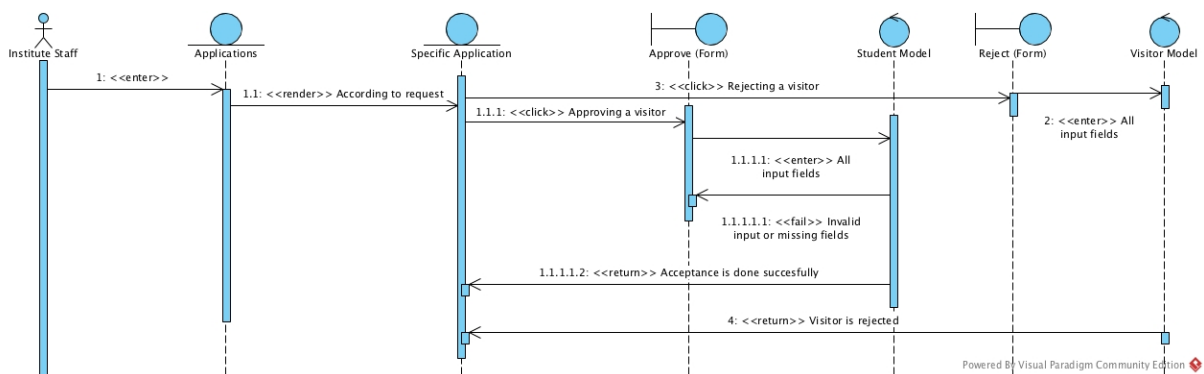 Institute Staff
Applications
Specific Application
Approve (Form)
Student Model
Reject (Form)
Visitor Model
1: <<enter>>
1.1: <<render>> According to request
3: <<click>> Rejecting a visitor
1.1.1: <<click>> Approving a visitor
2: <<enter>> All
input fields
1.1.1.1: <<enter>> All
input fields
1.1.1.1.1: <<fail>> Invalid
input or missing fields
1.1.1.1.2: <<return>> Acceptance is done succesfully
4: <<return>> Visitor is rejected
Powered By Visual Paradigm Community Edition